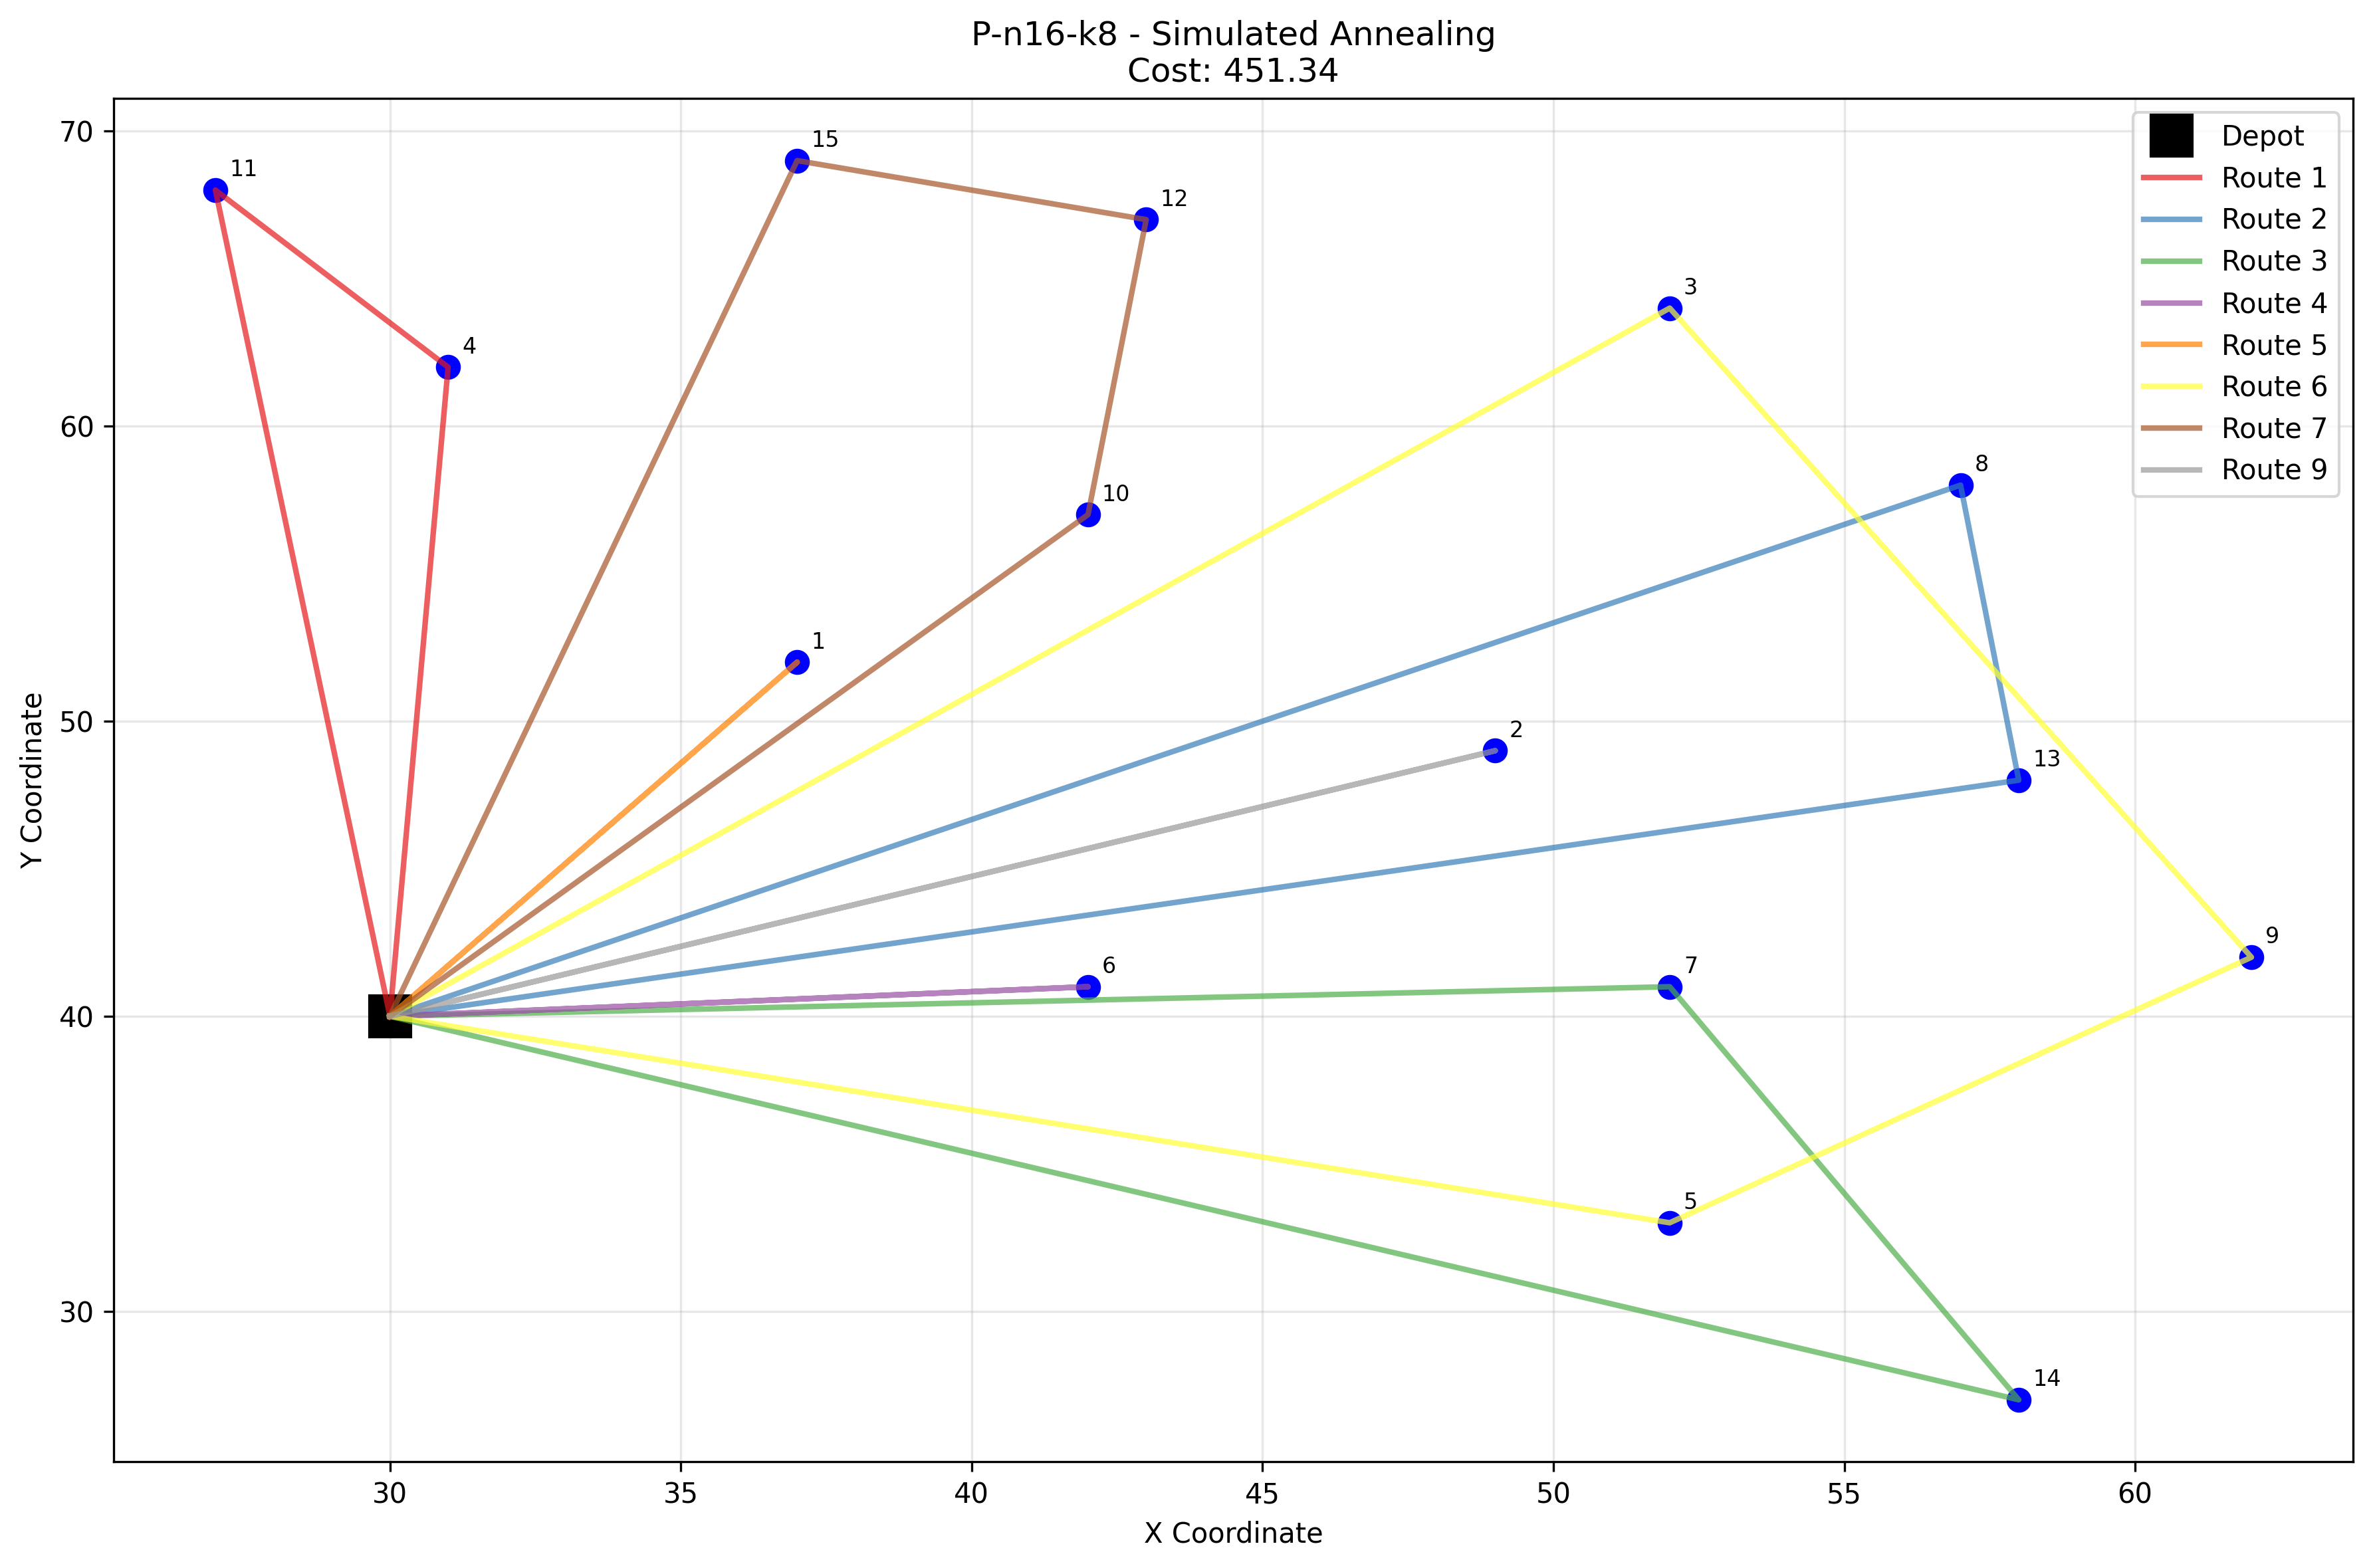 P-n16-k8 - Simulated Annealing
Cost: 451.34
70
60
50
40
30
Y Coordinate
30
35
40
45
50
55
60
X Coordinate
Depot
Route 1
Route 2
Route 3
Route 4
Route 5
Route 6
Route 7
Route 9
15
11
12
3
4
8
10
1
2
13
9
6
7
5
14